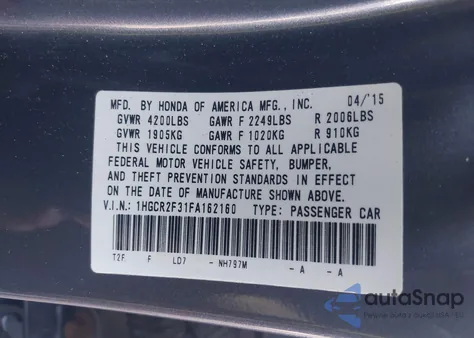 MFD. BY HONDA OF AMERICA MFG., INC. 04/'15
GVWR 4200LBS GAWR F 2249LBS R 2006LBS
GVWR 1905KG GAWR F 1020KG R 910KG
THIS VEHICLE CONFORMS TO ALL APPLICABLE
FEDERAL MOTOR VEHICLE SAFETY, BUMPER,
AND THEFT PREVENTION STANDARDS IN EFFECT
ON THE DATE OF MANUFACTURE SHOWN ABOVE.
V.I.N.: 1HGCR2F31FA162160 TYPE: PASSENGER CAR
T2F F LD7 - NH797M - A - A
autoSnap